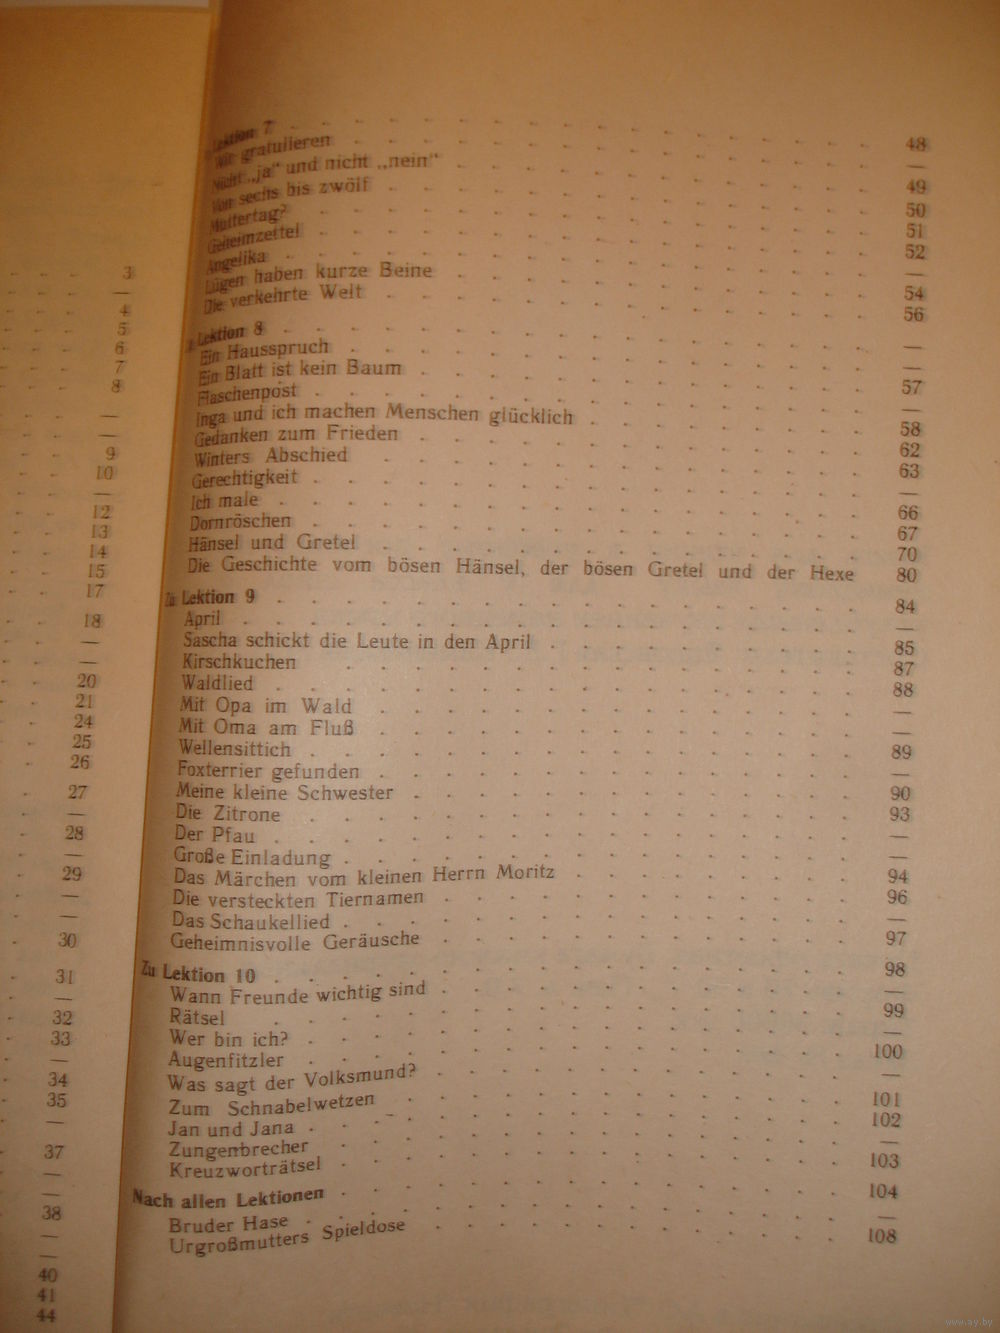 3
—
4
5
6
7
8
—
—
9
10
—
12
13
14
15
17
18
—
—
20
21
24
25
26
27
—
28
—
29
—
—
30
31
—
32
33
—
34
35
—
37
—
—
38
—
—
40
41
44
Lektion 7 48
Wir gratulieren —
Nicht „ja“ und nicht „nein“ 49
Von sechs bis zwölf 50
Muttertag? 51
Geheimzettel 52
Angelika —
Lügen haben kurze Beine 54
Die verkehrte Welt 56
Lektion 8 —
Ein Hausspruch —
Ein Blatt ist kein Baum 57
Flaschenpost —
Inga und ich machen Menschen glücklich 58
Gedanken zum Frieden 62
Winters Abschied 63
Gerechtigkeit —
Ich male 66
Dornröschen 67
Hänsel und Gretel 70
Die Geschichte vom bösen Hänsel, der bösen Gretel und der Hexe 80
Zu Lektion 9 84
April —
Sascha schickt die Leute in den April 85
Kirschkuchen 87
Waldlied 88
Mit Opa im Wald —
Mit Oma am Fluß —
Wellensittich 89
Foxterrier gefunden —
Meine kleine Schwester 90
Die Zitrone 93
Der Pfau —
Große Einladung —
Das Märchen vom kleinen Herrn Moritz 94
Die versteckten Tiernamen 96
Das Schaukellied —
Geheimnisvolle Geräusche 97
Zu Lektion 10 98
Wann Freunde wichtig sind —
Rätsel 99
Wer bin ich? —
Augenfitzler 100
Was sagt der Volksmund? —
Zum Schnabelwetzen 101
Jan und Jana 102
Zungenbrecher —
Kreuzworträtsel 103
Nach allen Lektionen 104
Bruder Hase —
Urgroßmutters Spieldose 108
www.ay.by